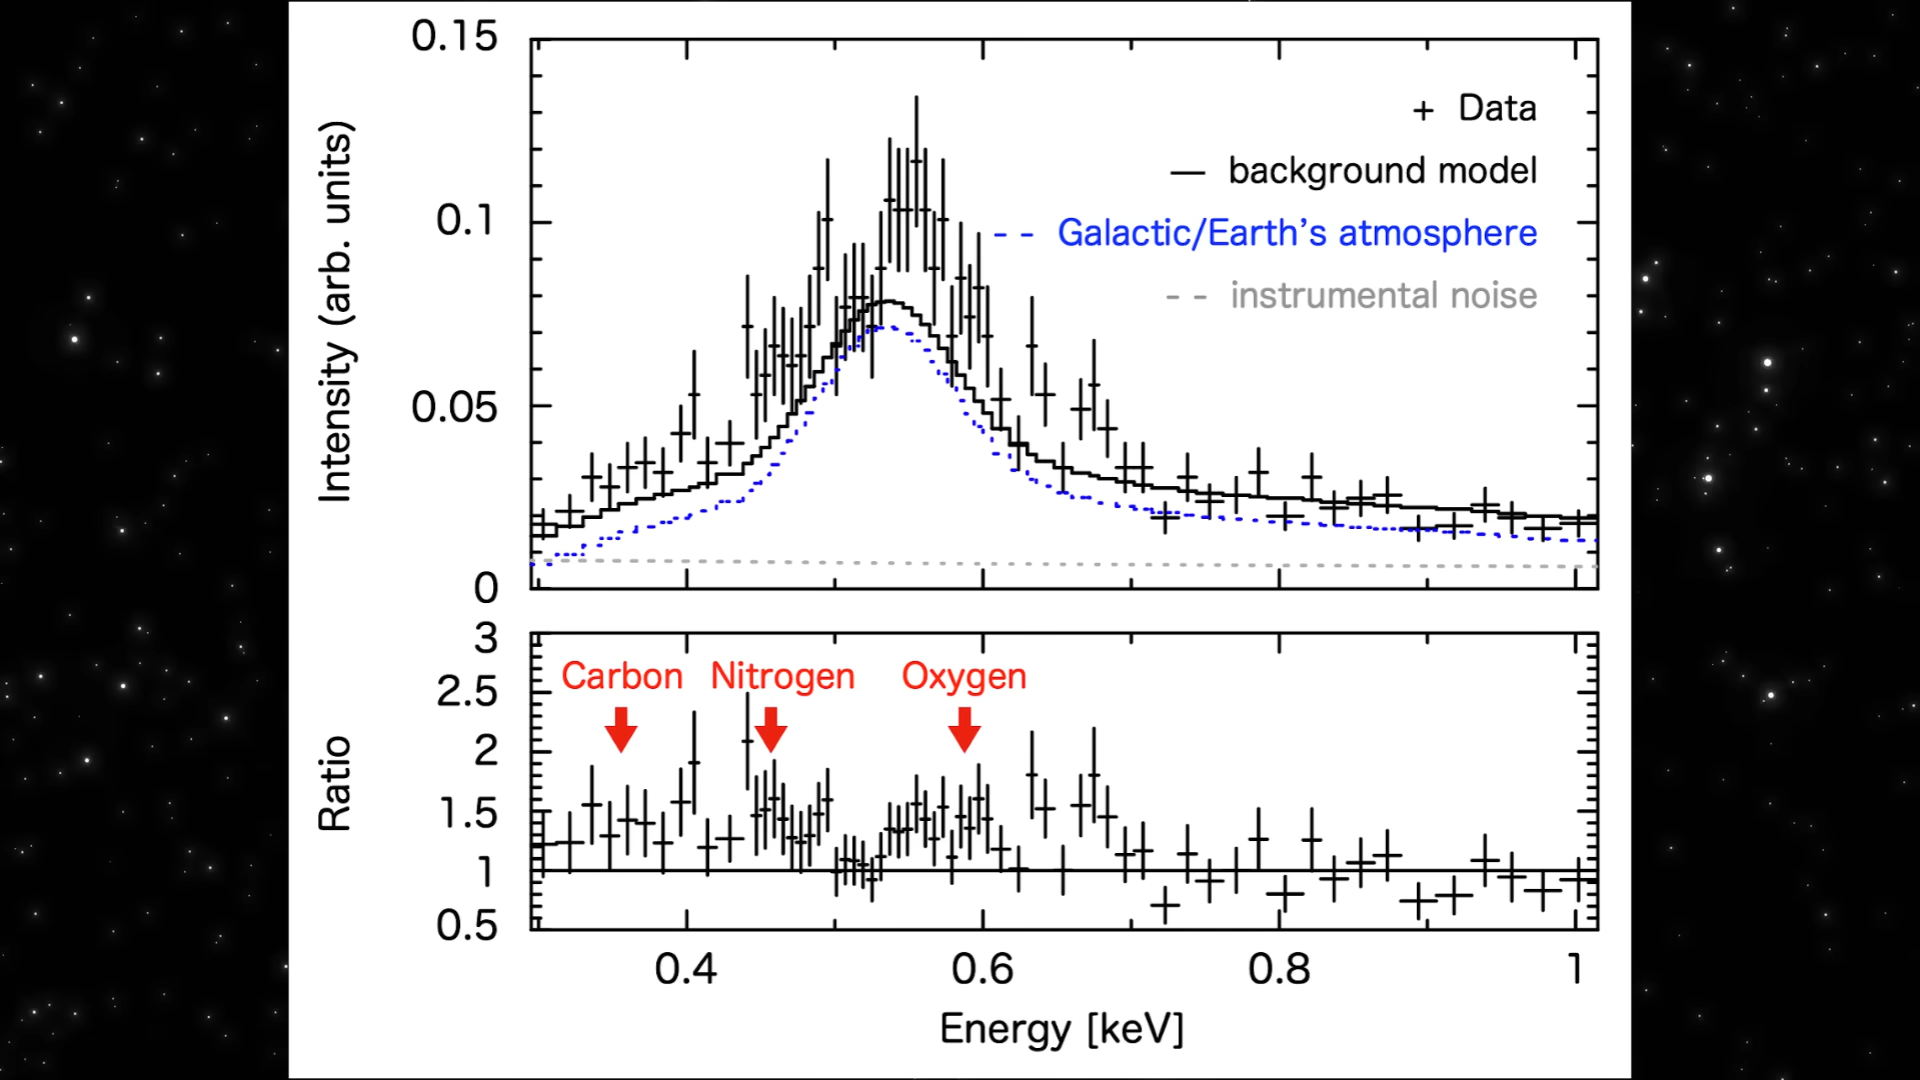 0.15
0.1
0.05
0
Intensity (arb. units)
+ Data
— background model
-- Galactic/Earth's atmosphere
-- instrumental noise
3
2.5
2
1.5
1
0.5
Ratio
Carbon Nitrogen Oxygen
0.4 0.6 0.8 1
Energy [keV]